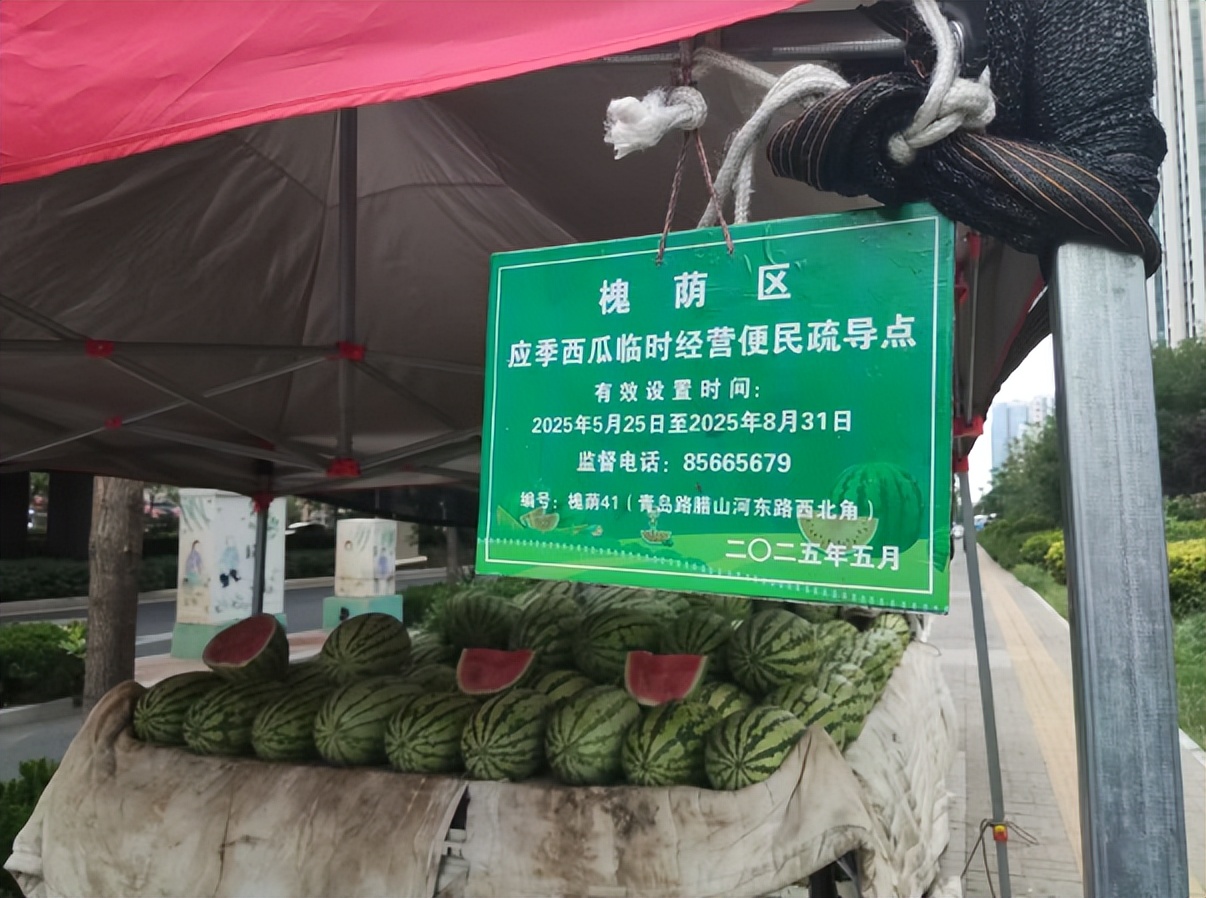 槐荫区
应季西瓜临时经营便民疏导点
有效设置时间:
2025年5月25日至2025年8月31日
监督电话: 85665679
编号: 槐荫41(青岛路腊山河东路西北角)
二〇二五年五月